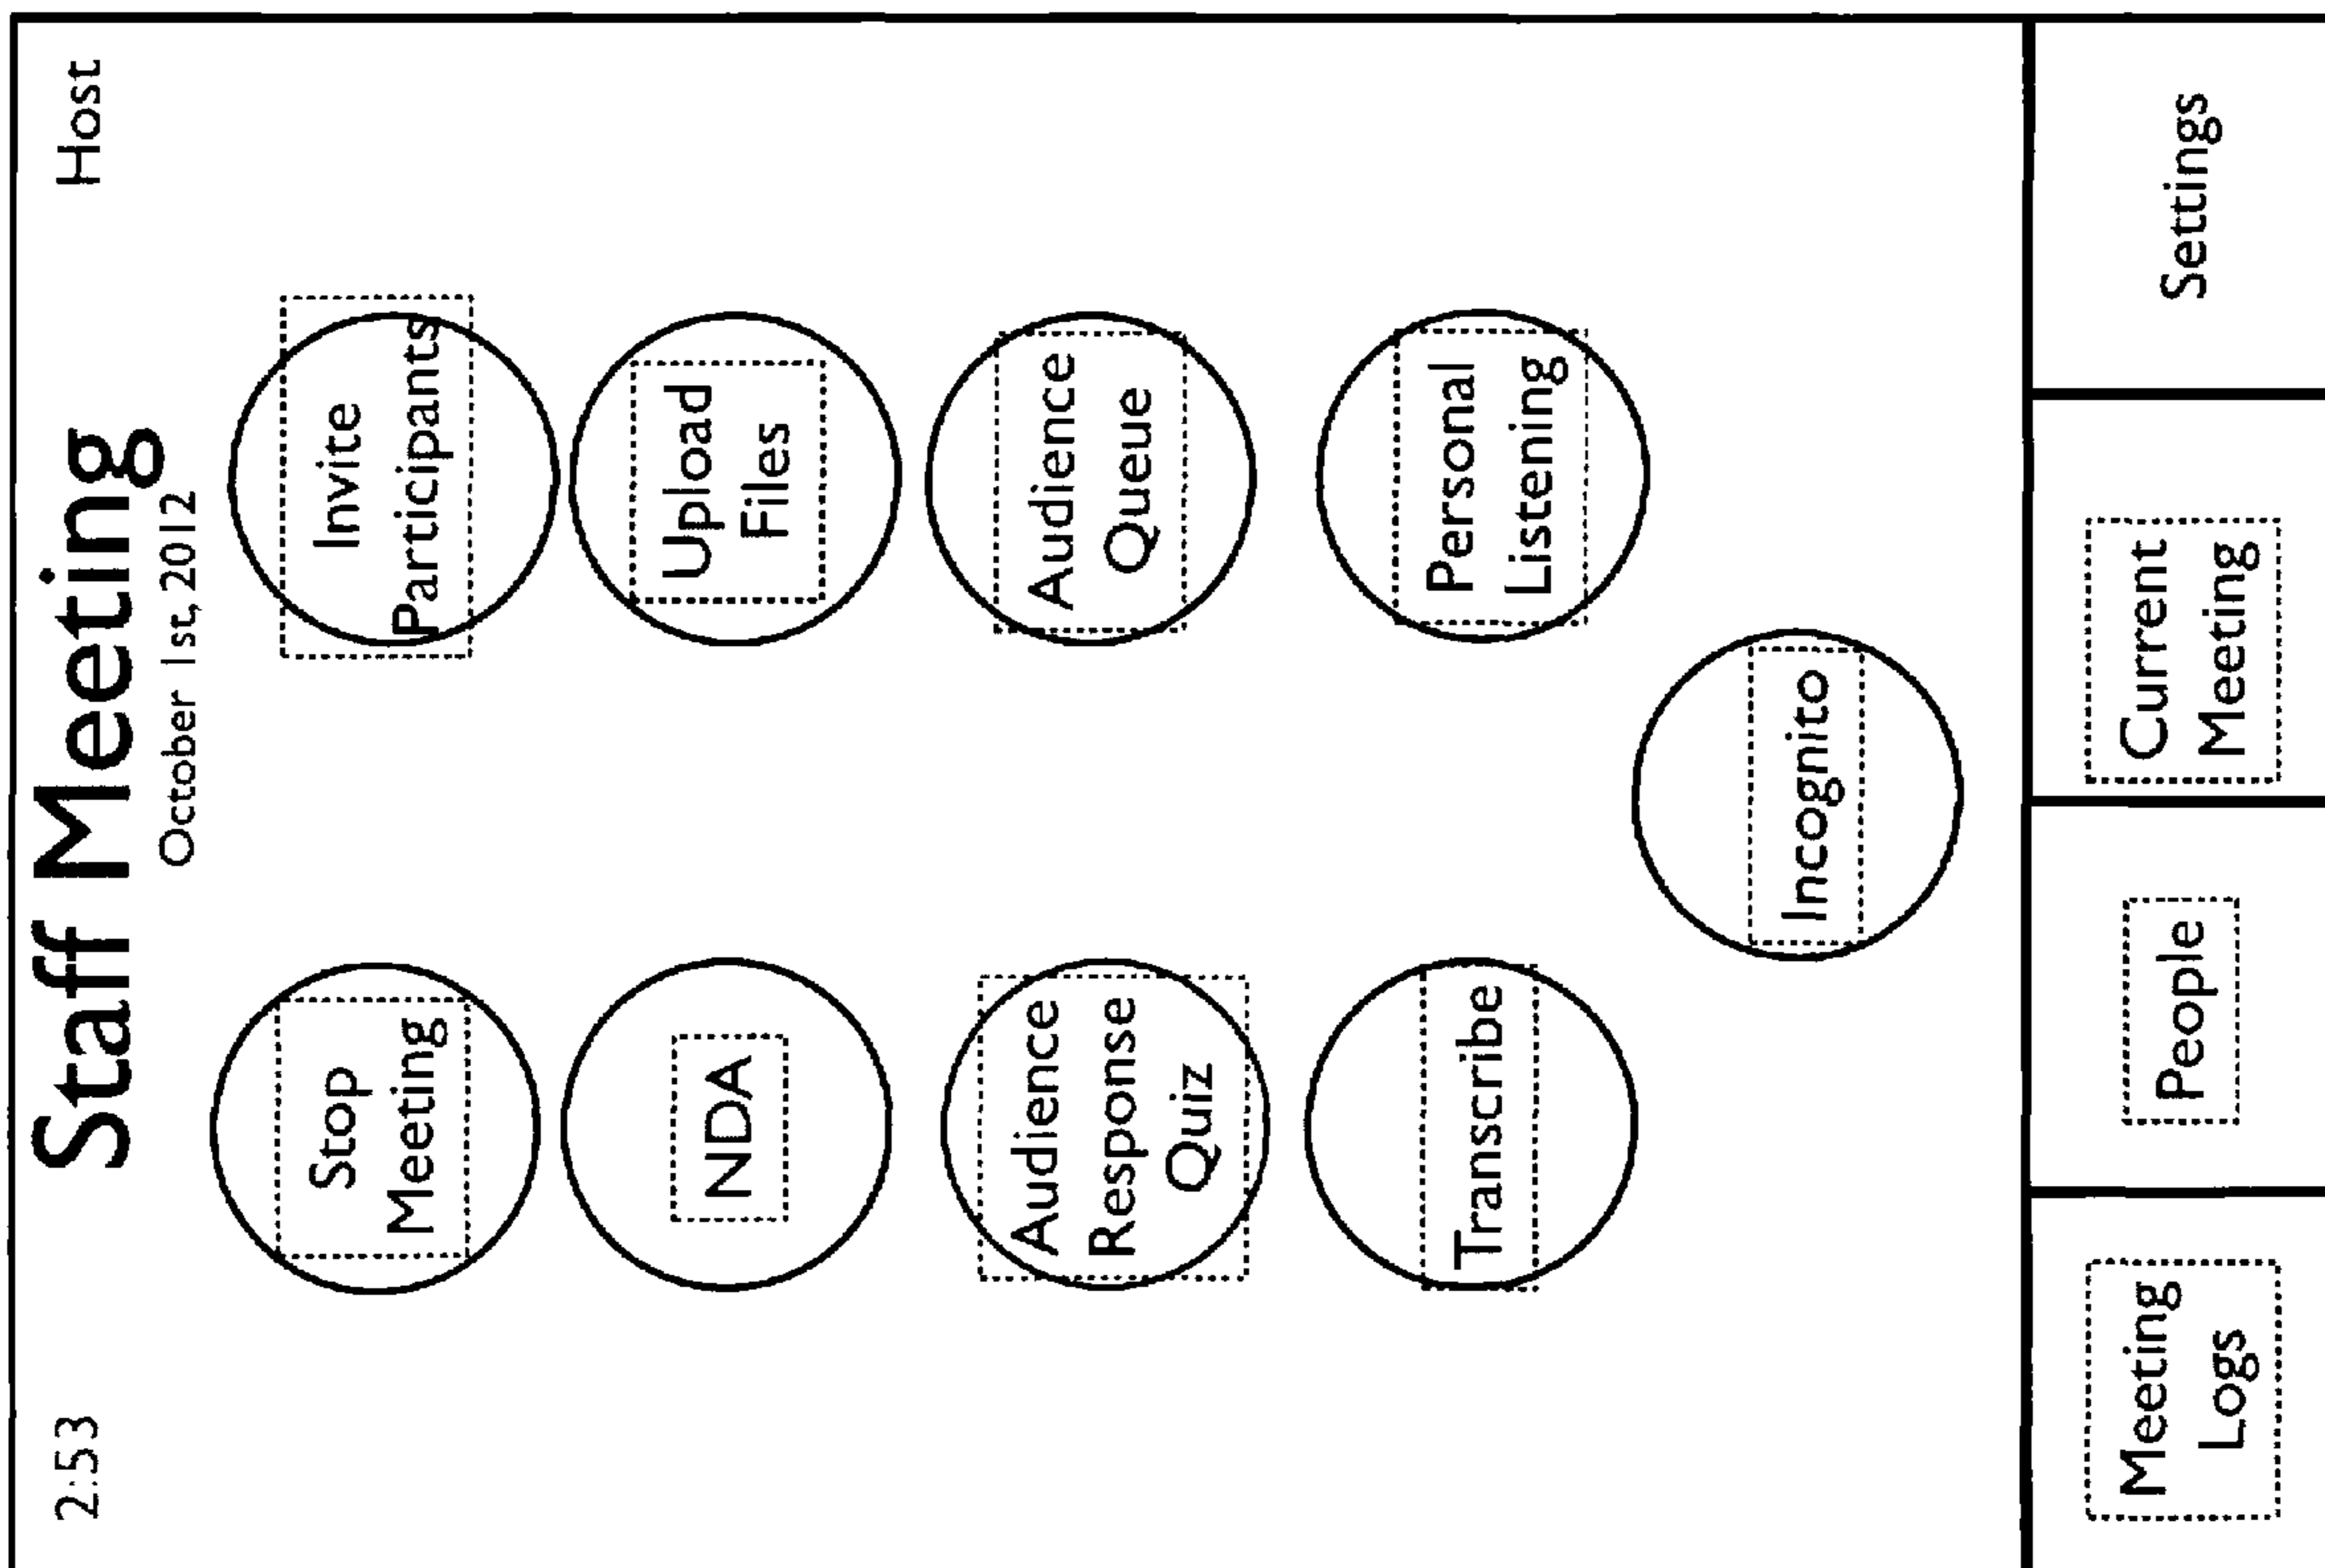 2:53
Staff Meeting
Host
October 1st, 2012
Stop
Meeting
Invite
Participants
NDA
Upload
Files
Audience
Response
Quiz
Audience
Queue
Transcribe
Personal
Listening
Incognito
Meeting
Logs
People
Current
Meeting
Settings